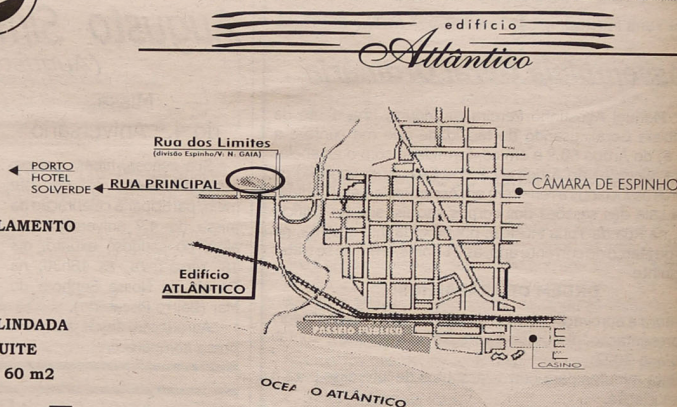 edifício
Atlântico
Rua dos Limites
(divisão Espinho/V. N. GAIA)
PORTO
HOTEL
SOLVERDE
RUA PRINCIPAL
CÂMARA DE ESPINHO
LAMENTO
Edifício
ATLÂNTICO
LINDADA
UITE
60 m2
PASSEIO PÚBLICO
CASINO
OCEA O ATLÂNTICO